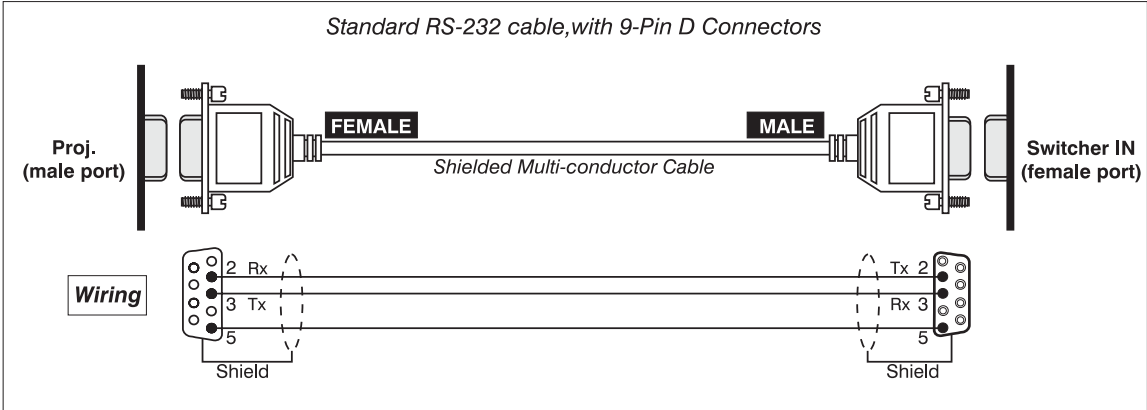 Standard RS-232 cable,with 9-Pin D Connectors
FEMALE
MALE
Proj.
(male port)
Shielded Multi-conductor Cable
Switcher IN
(female port)
Wiring
2 Rx
3 Tx
5
Shield
Tx 2
Rx 3
5
Shield